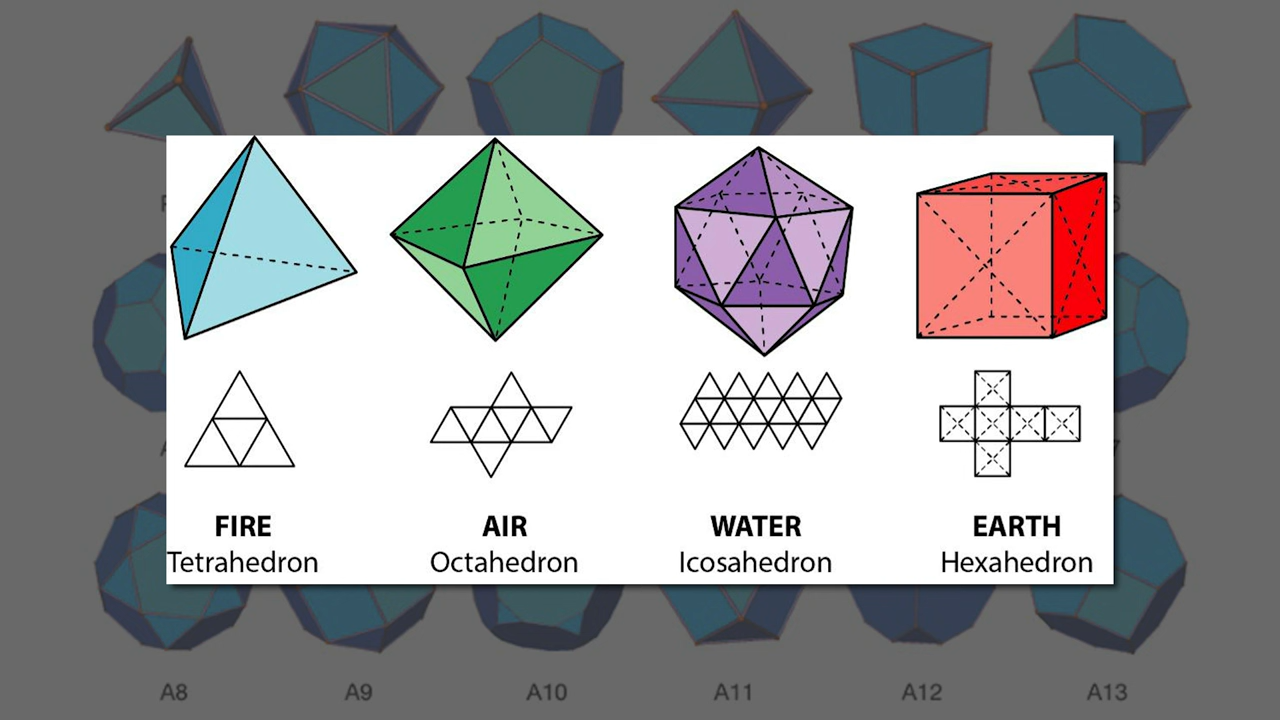 FIRE
Tetrahedron
AIR
Octahedron
WATER
Icosahedron
EARTH
Hexahedron
A8
A9
A10
A11
A12
A13